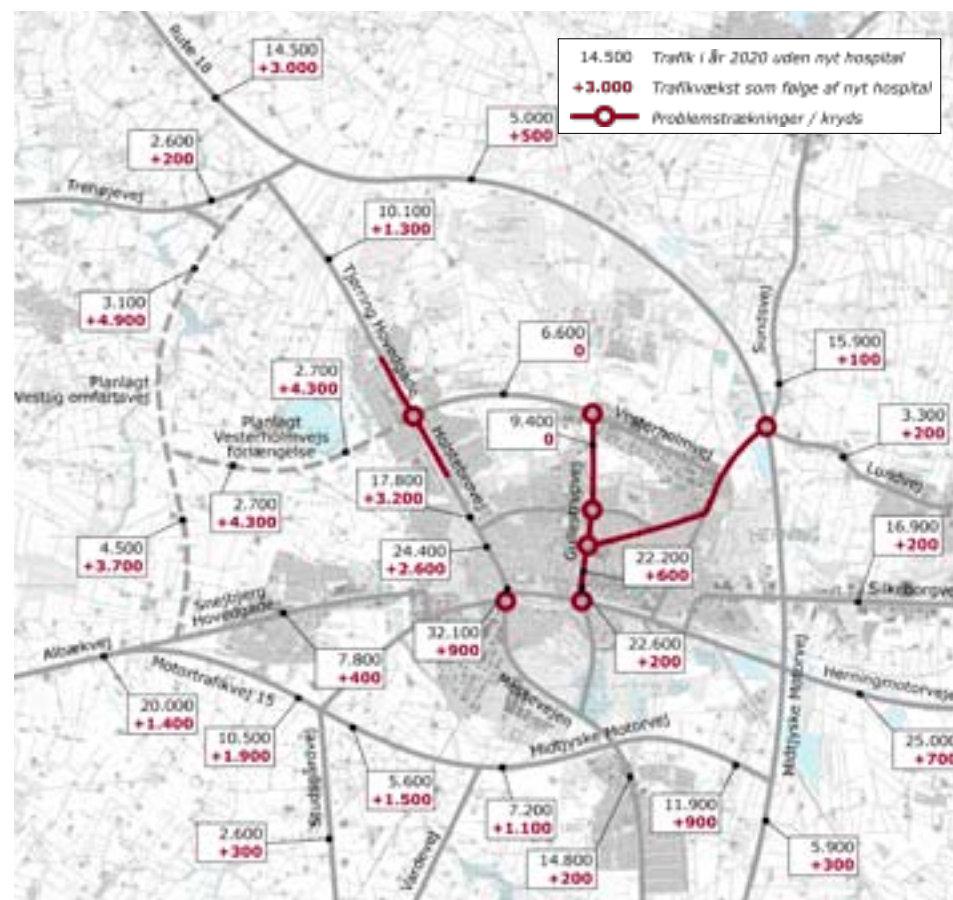 14.500 Trafik i år 2020 uden nyt hospital
+3.000 Trafikvækst som følge af nyt hospital
Problemstrækninger / kryds
Rute 18
14.500
+3.000
5.000
+500
2.600
+200
Trehøjevej
10.100
+1.300
Tjørring Hovedgade
Sundsvej
3.100
+4.900
6.600
0
15.900
+100
2.700
+4.300
Planlagt
Vestlig omfartsvej
Planlagt
Vesterholmvejs
forlængelse
9.400
0
Vesterholmvej
3.300
+200
Lundvej
Holstebrovej
17.800
+3.200
Gullestrupvej
2.700
+4.300
16.900
+200
HERNING
4.500
+3.700
24.400
+2.600
22.200
+600
Snejbjerg
Hovedgade
Silkeborgvej
32.100
+900
22.600
+200
Albækvej
7.800
+400
Motortrafikvej 15
Herningmotorveje
Midtjyske Motorvej
20.000
+1.400
10.500
+1.900
Midtjyske Motorvej
25.000
+700
5.600
+1.500
7.200
+1.100
11.900
+900
2.600
+300
Vardevej
14.800
+200
5.900
+300